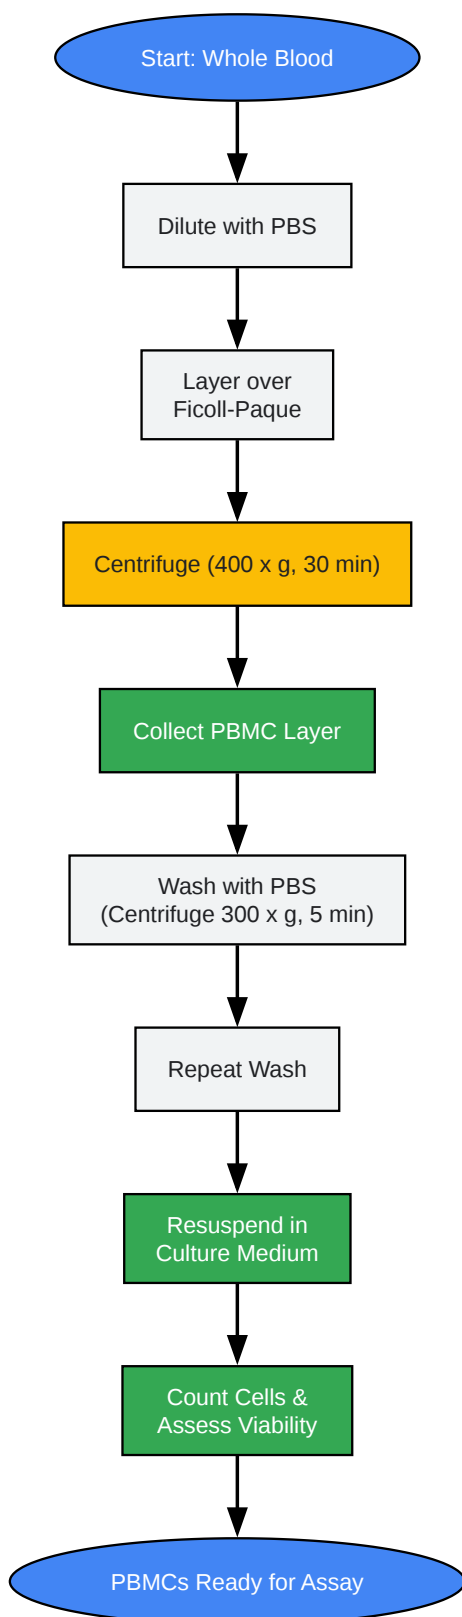 Start: Whole Blood
Dilute with PBS
Layer over
Ficoll-Paque
Centrifuge (400 x g, 30 min)
Collect PBMC Layer
Wash with PBS
(Centrifuge 300 x g, 5 min)
Repeat Wash
Resuspend in
Culture Medium
Count Cells &
Assess Viability
PBMCs Ready for Assay